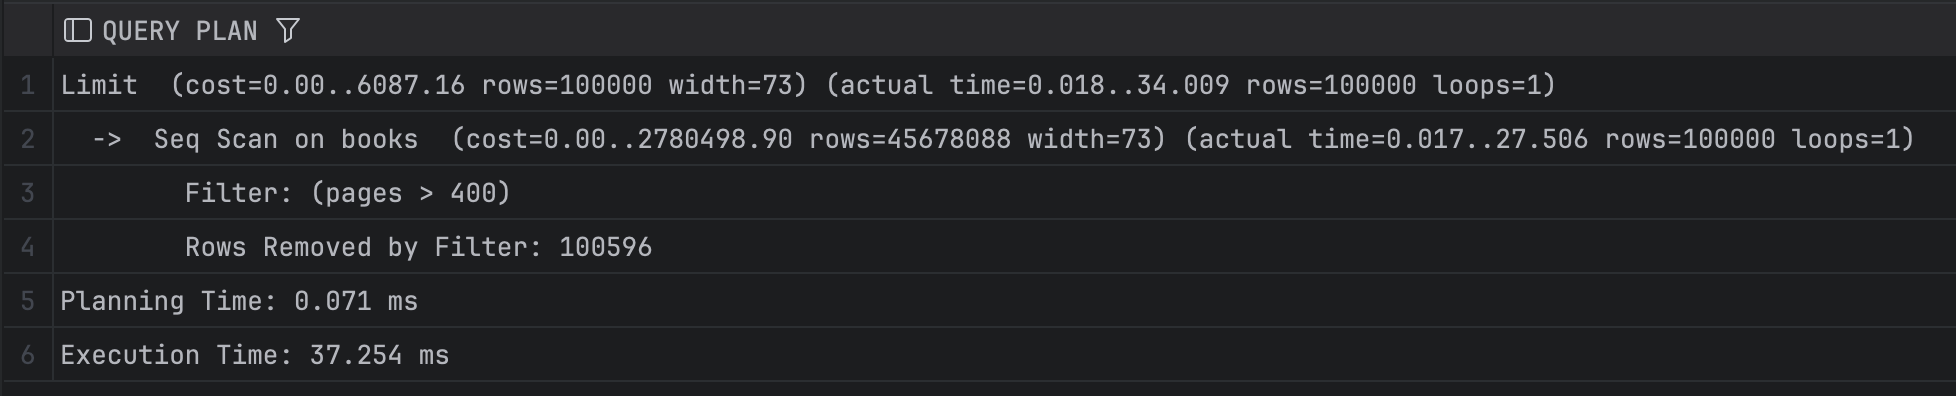 QUERY PLAN
1 Limit  (cost=0.00..6087.16 rows=100000 width=73) (actual time=0.018..34.009 rows=100000 loops=1)
2   ->  Seq Scan on books  (cost=0.00..2780498.90 rows=45678088 width=73) (actual time=0.017..27.506 rows=100000 loops=1)
3         Filter: (pages > 400)
4         Rows Removed by Filter: 100596
5 Planning Time: 0.071 ms
6 Execution Time: 37.254 ms